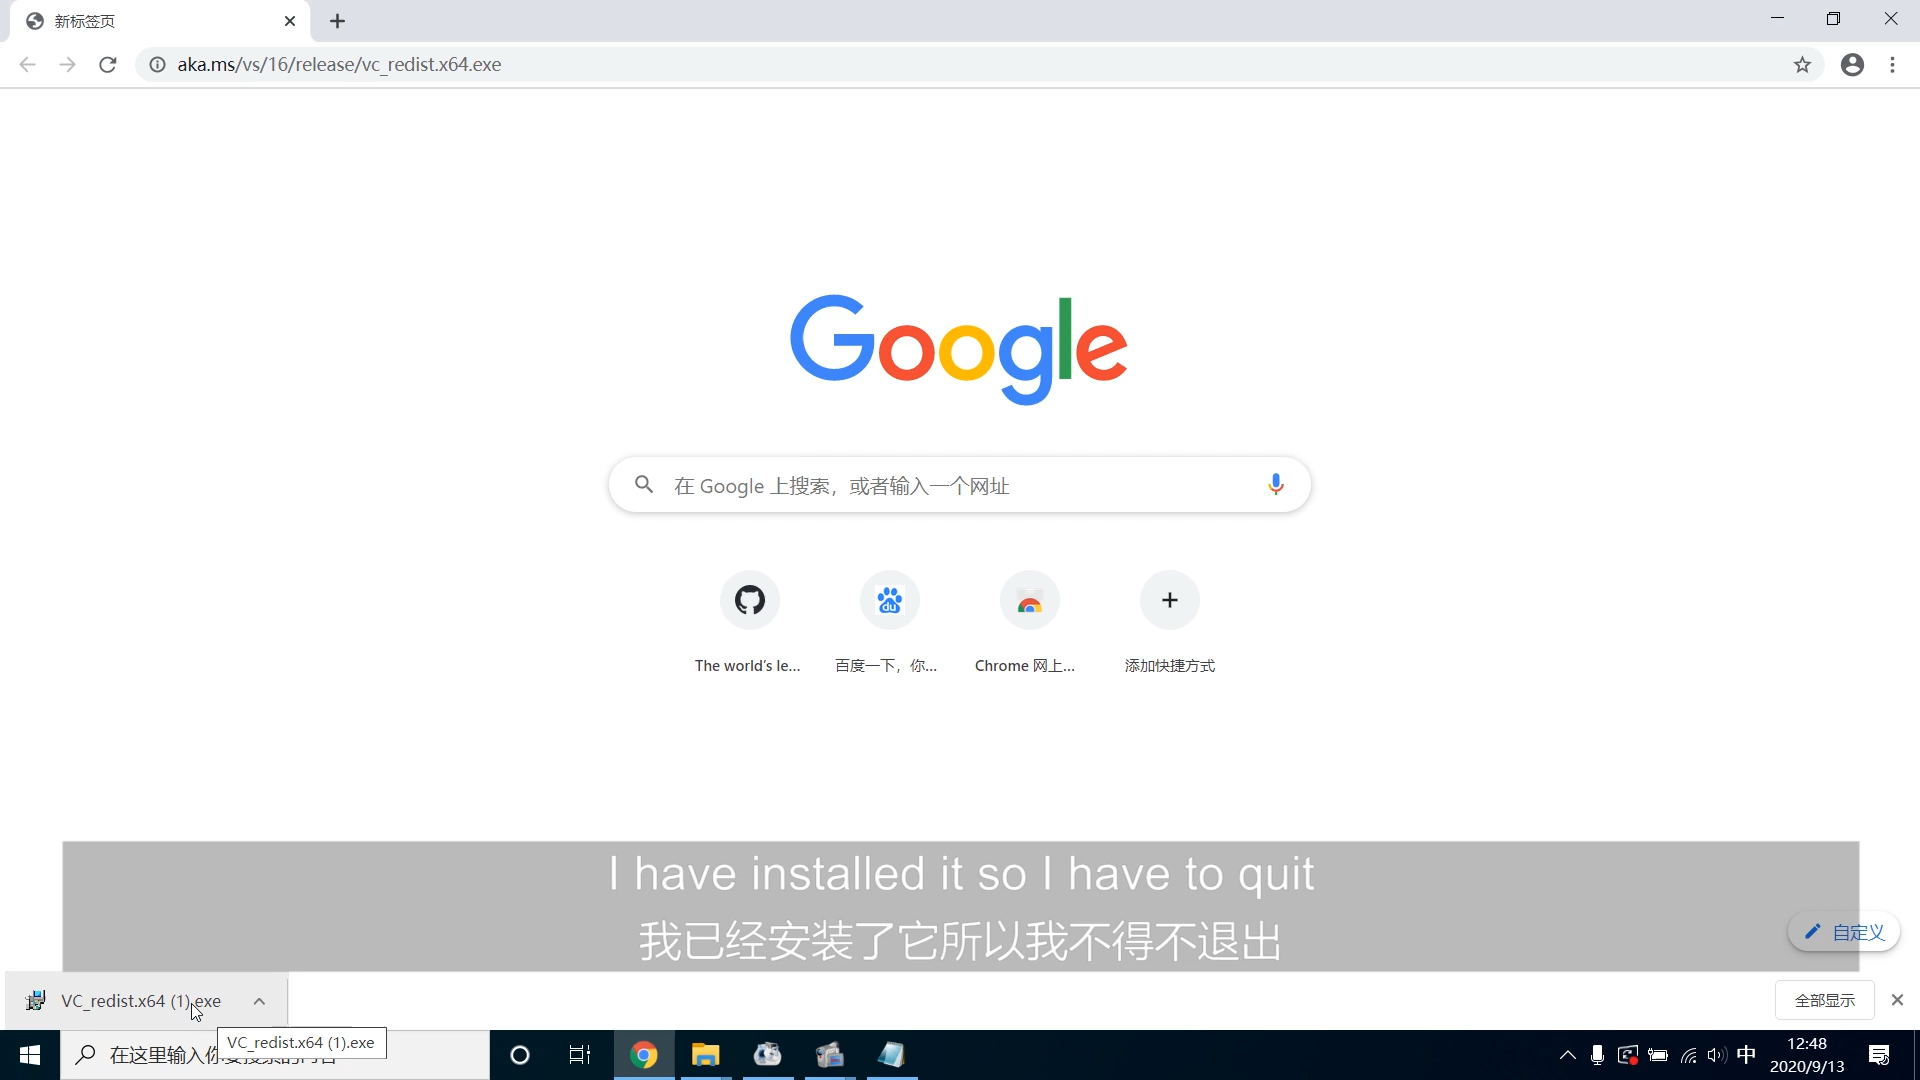 新标签页
aka.ms/vs/16/release/vc_redist.x64.exe
Google
在 Google 上搜索，或者输入一个网址
The world's le...
百度一下，你...
Chrome 网上...
添加快捷方式
I have installed it so I have to quit
我已经安装了它所以我不得不退出
自定义
VC_redist.x64 (1).exe
全部显示
VC_redist.x64 (1).exe
在这里输入你
中
12:48
2020/9/13